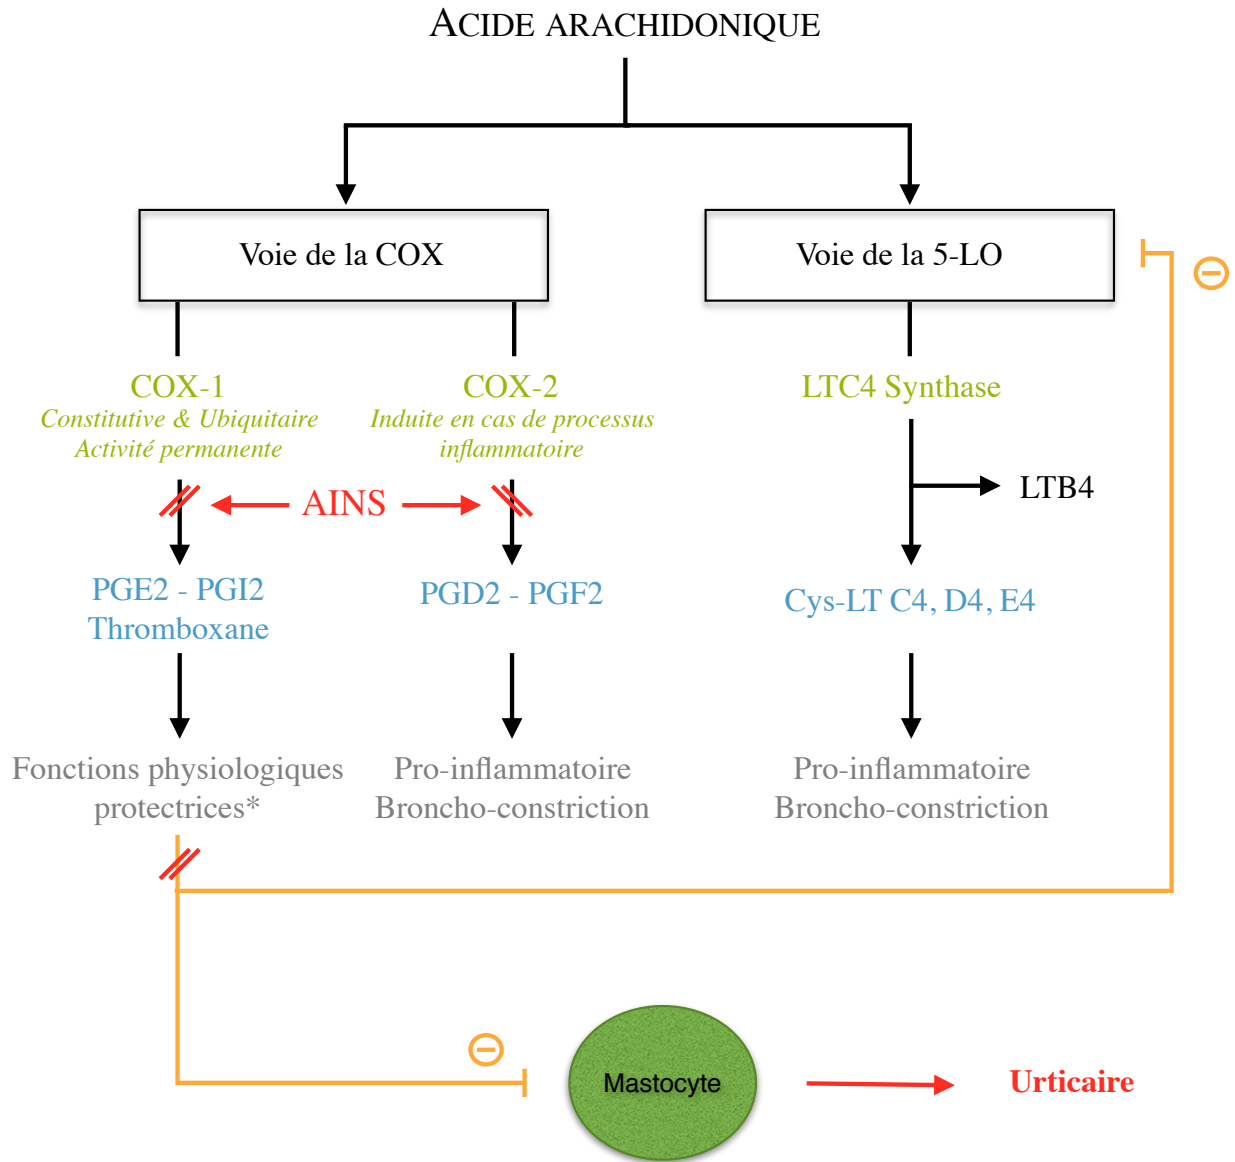 ACIDE ARACHIDONIQUE
Voie de la COX
Voie de la 5-LO
COX-1
Constitutive & Ubiquitaire
Activité permanente
COX-2
Induite en cas de processus
inflammatoire
LTC4 Synthase
AINS
LTB4
PGE2 - PGI2
Thromboxane
PGD2 - PGF2
Cys-LT C4, D4, E4
Fonctions physiologiques
protectrices*
Pro-inflammatoire
Broncho-constriction
Pro-inflammatoire
Broncho-constriction
Mastocyte
Urticaire